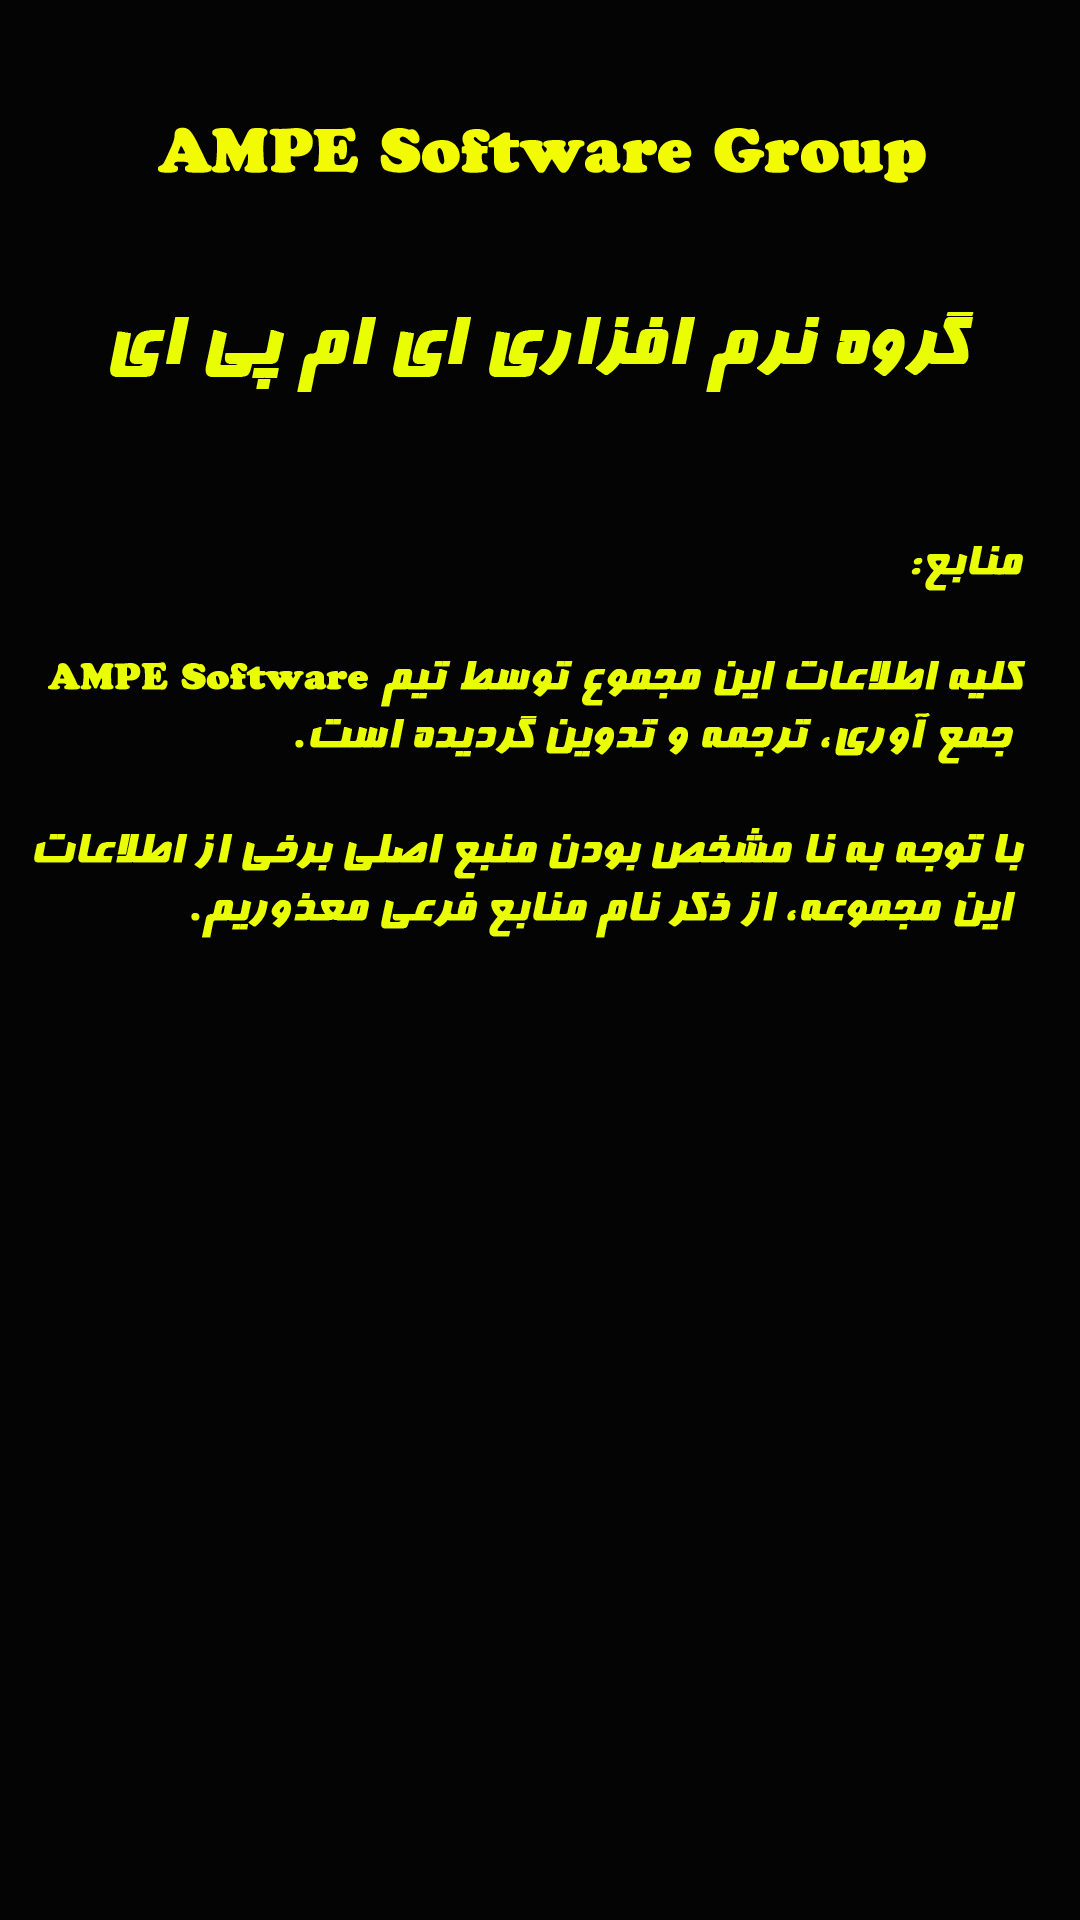 AMPE Software Group
گروه نرم افزاری ای ام پی ای
منابع:
کلیه اطلاعات این مجموع توسط تیم AMPE Software
جمع آوری، ترجمه و تدوین گردیده است.
با توجه به نا مشخص بودن منبع اصلی برخی از اطلاعات
این مجموعه، از ذکر نام منابع فرعی معذوریم.